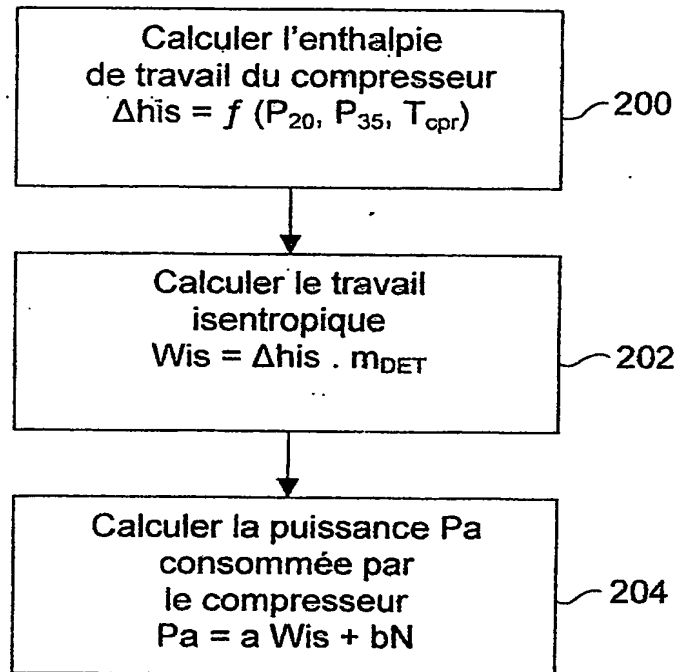 Calculer l'enthalpie
de travail du compresseur
Δhis = f (P20, P35, Tcpr)
200
Calculer le travail
isentropique
Wis = Δhis . mDET
202
Calculer la puissance Pa
consommée par
le compresseur
Pa = a Wis + bN
204